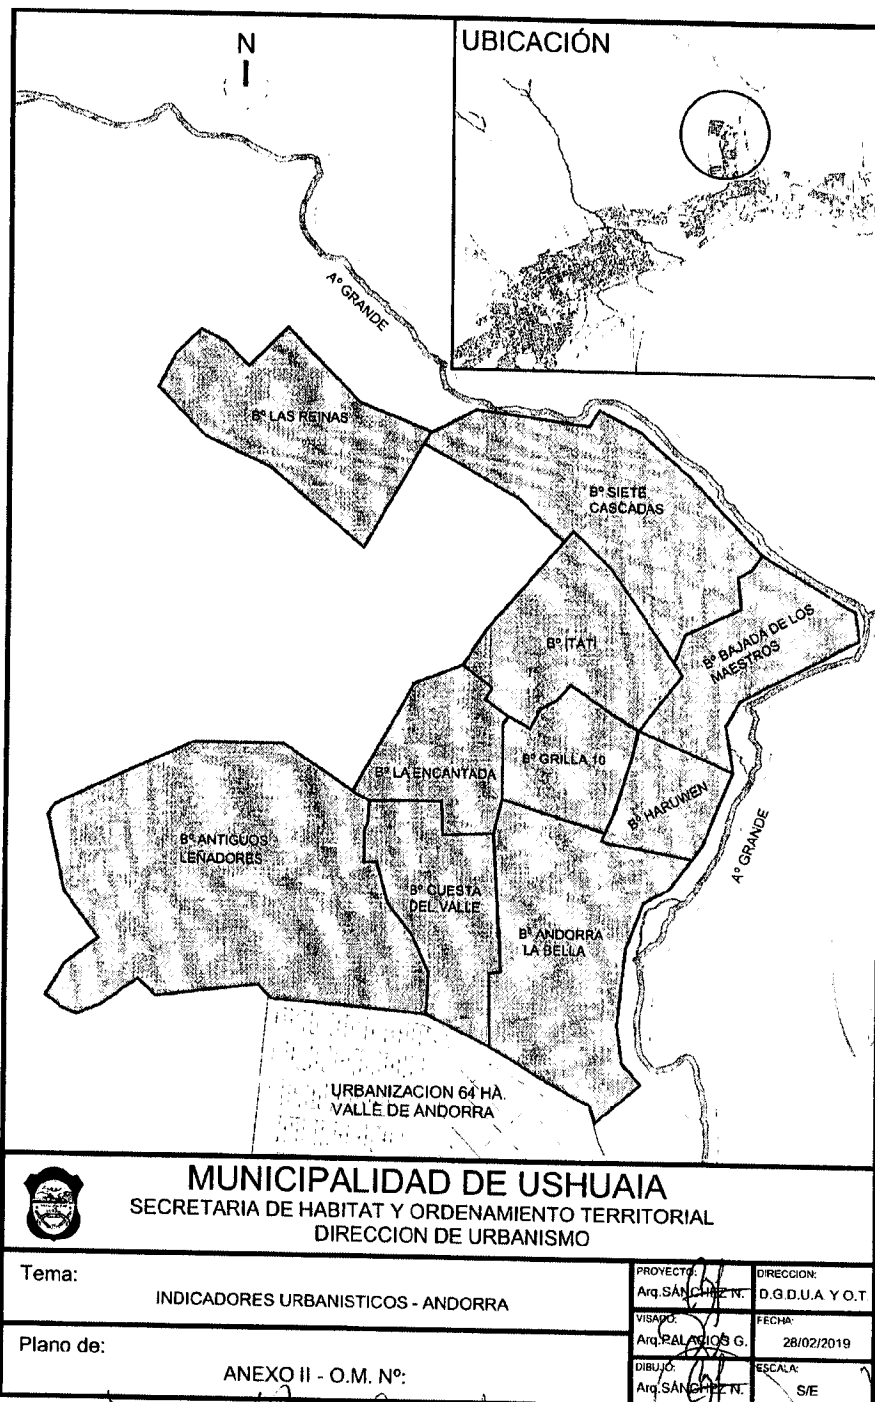 N
UBICACIÓN
Aº GRANDE
Bº LAS REINAS
Bº SIETE
CASCADAS
Bº ITATI
Bº BAJADA DE LOS
MAESTROS
Bº LA ENCANTADA
Bº GRILLA 10
Bº HARUWEN
Bº ANTIGUOS
LEÑADORES
Bº CUESTA
DEL VALLE
Bº ANDORRA
LA BELLA
Aº GRANDE
URBANIZACION 64 HA.
VALLE DE ANDORRA
MUNICIPALIDAD DE USHUAIA
SECRETARIA DE HABITAT Y ORDENAMIENTO TERRITORIAL
DIRECCION DE URBANISMO
Tema:
INDICADORES URBANISTICOS - ANDORRA
Plano de:
ANEXO II - O.M. Nº:
PROYECTO:
Arq.SÁNCHEZ N.
DIRECCION:
D.G.D.U.A. Y O.T
VISADO:
Arq.PALACIOS G.
FECHA:
28/02/2019
DIBUJO:
Arq.SÁNCHEZ N.
ESCALA:
S/E